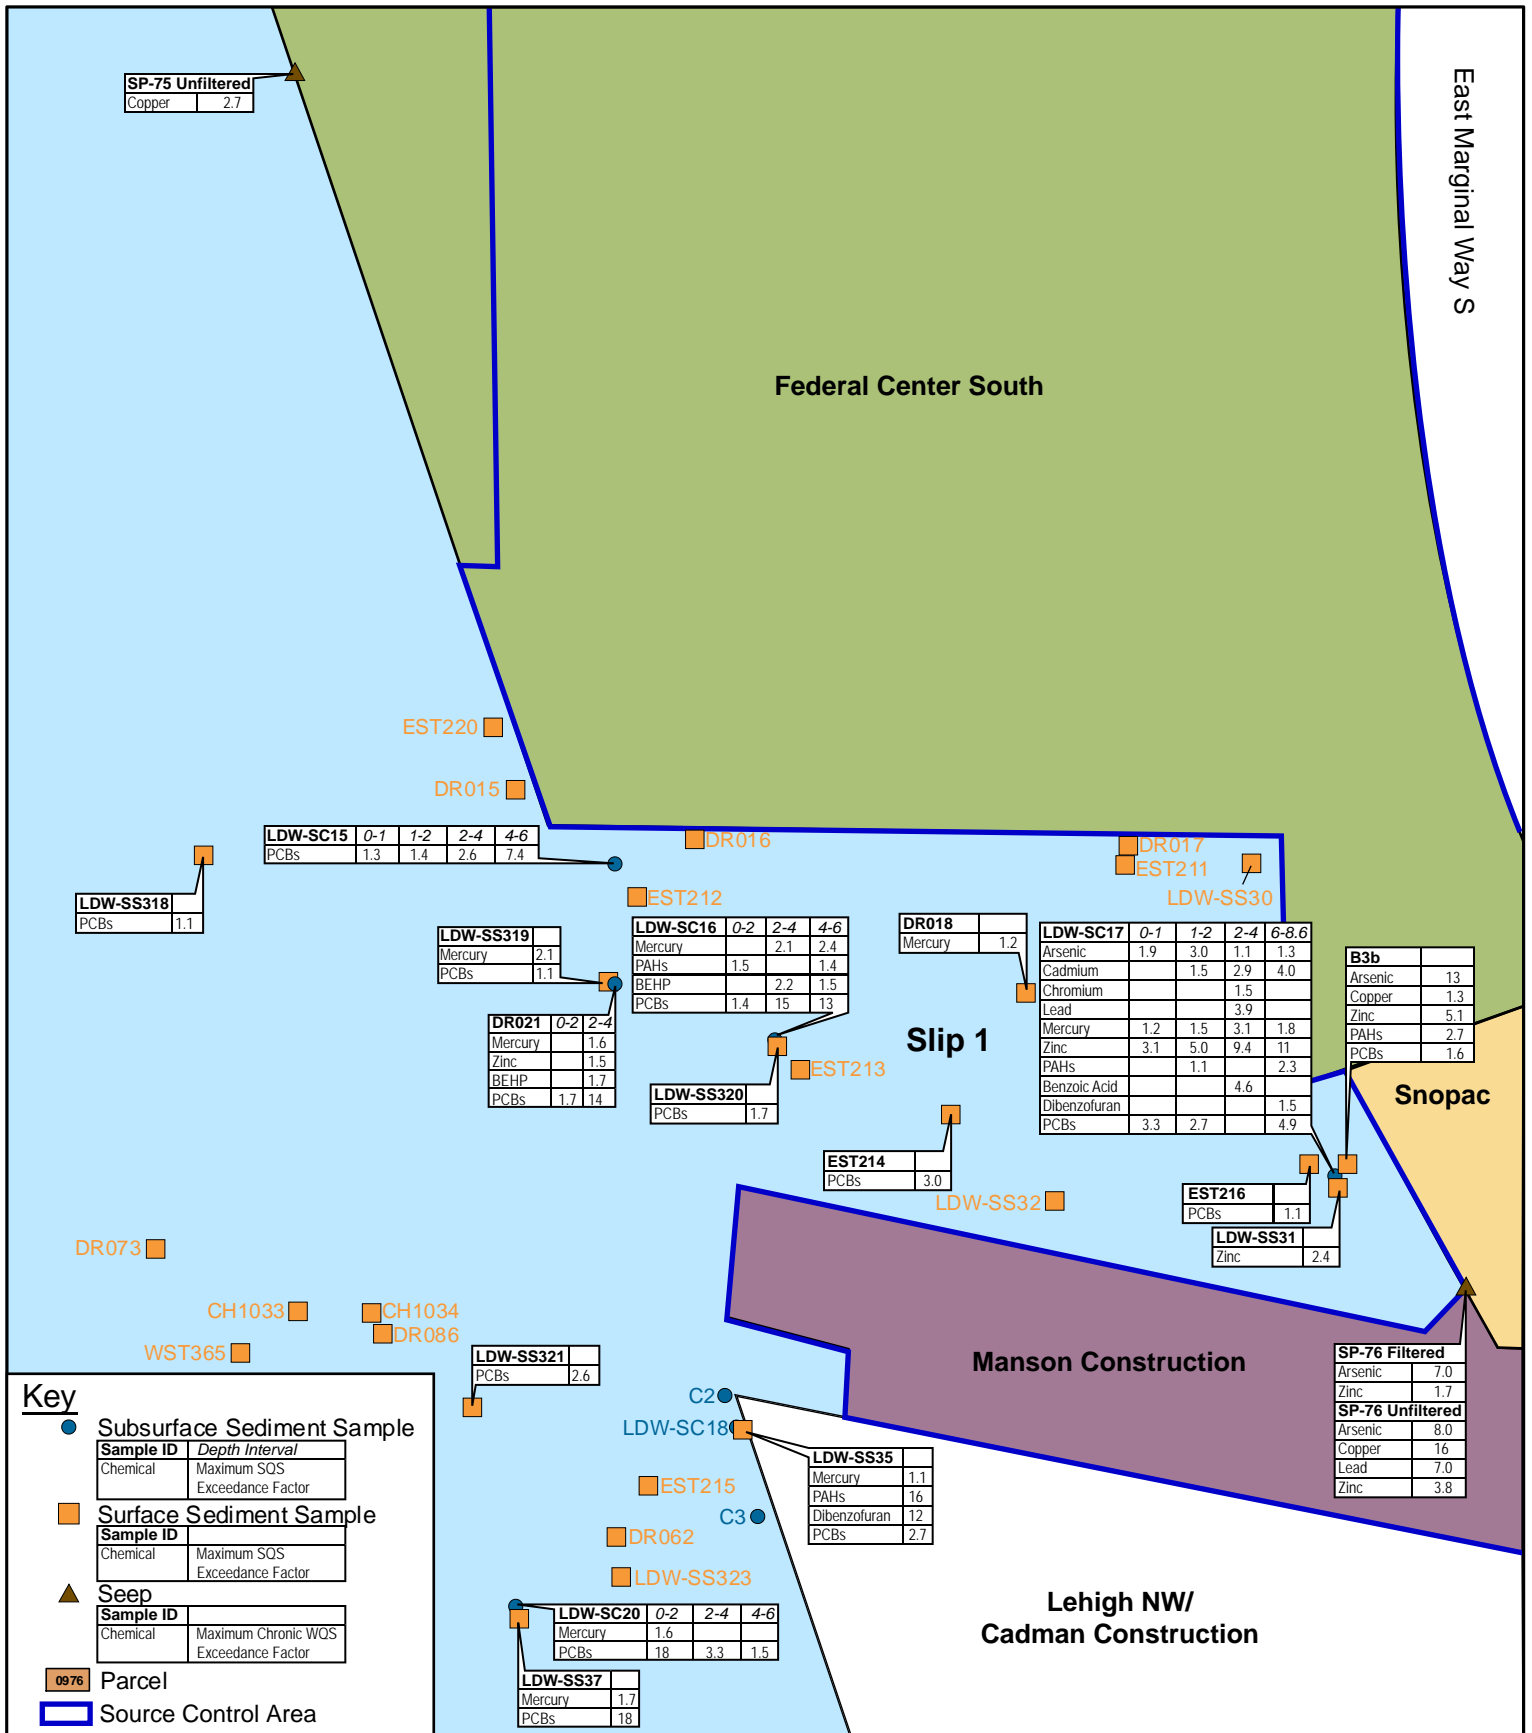 SP-75 Unfiltered
Copper 2.7
East Marginal Way S
Federal Center South
EST220
DR015
LDW-SC15 0-1 1-2 2-4 4-6
PCBs 1.3 1.4 2.6 7.4
DR016
DR017
EST211
LDW-SS30
LDW-SS318
PCBs 1.1
EST212
LDW-SS319
Mercury 2.1
PCBs 1.1
LDW-SC16 0-2 2-4 4-6
Mercury 2.1 2.4
PAHs 1.5 1.4
BEHP 2.2 1.5
PCBs 1.4 15 13
DR018
Mercury 1.2
LDW-SC17 0-1 1-2 2-4 6-8.6
Arsenic 1.9 3.0 1.1 1.3
Cadmium 1.5 2.9 4.0
Chromium 1.5
Lead 3.9
Mercury 1.2 1.5 3.1 1.8
Zinc 3.1 5.0 9.4 11
PAHs 1.1 2.3
Benzoic Acid 4.6
Dibenzofuran 1.5
PCBs 3.3 2.7 4.9
B3b
Arsenic 13
Copper 1.3
Zinc 5.1
PAHs 2.7
PCBs 1.6
DR021 0-2 2-4
Mercury 1.6
Zinc 1.5
BEHP 1.7
PCBs 1.7 14
Slip 1
EST213
LDW-SS320
PCBs 1.7
Snopac
EST214
PCBs 3.0
LDW-SS32
EST216
PCBs 1.1
LDW-SS31
Zinc 2.4
DR073
CH1033
CH1034
DR086
WST365
LDW-SS321
PCBs 2.6
Manson Construction
SP-76 Filtered
Arsenic 7.0
Zinc 1.7
SP-76 Unfiltered
Arsenic 8.0
Copper 16
Lead 7.0
Zinc 3.8
C2
LDW-SC18
LDW-SS35
Mercury 1.1
PAHs 16
Dibenzofuran 12
PCBs 2.7
EST215
C3
DR062
LDW-SS323
LDW-SC20 0-2 2-4 4-6
Mercury 1.6
PCBs 18 3.3 1.5
LDW-SS37
Mercury 1.7
PCBs 18
Lehigh NW/
Cadman Construction
Key
Subsurface Sediment Sample
Sample ID Depth Interval
Chemical Maximum SQS
Exceedance Factor
Surface Sediment Sample
Sample ID
Chemical Maximum SQS
Exceedance Factor
Seep
Sample ID
Chemical Maximum Chronic WQS
Exceedance Factor
0976 Parcel
Source Control Area